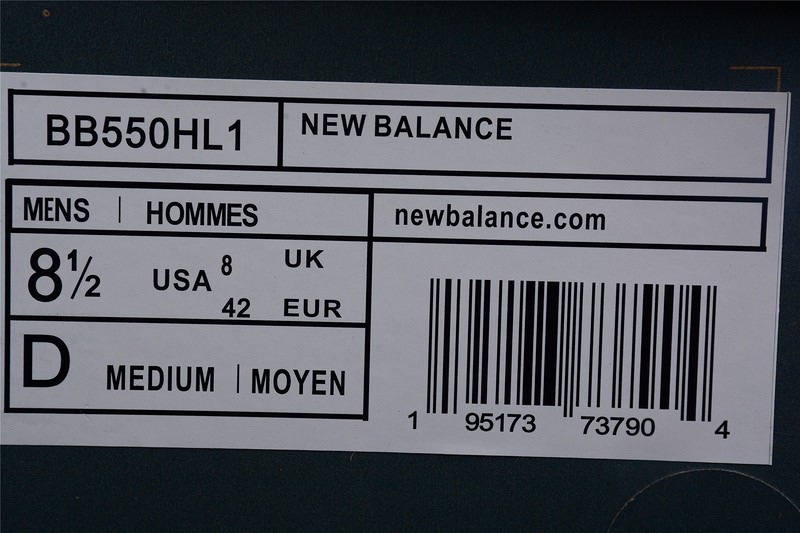 BB550HL1
NEW BALANCE
MENS | HOMMES
newbalance.com
8½ USA 8 UK
42 EUR
D MEDIUM | MOYEN
1 95173 73790 4